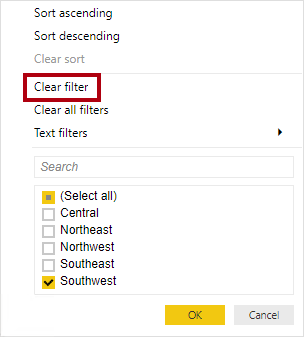 Sort ascending
Sort descending
Clear sort
Clear filter
Clear all filters
Text filters
Search
(Select all)
Central
Northeast
Northwest
Southeast
Southwest
OK Cancel